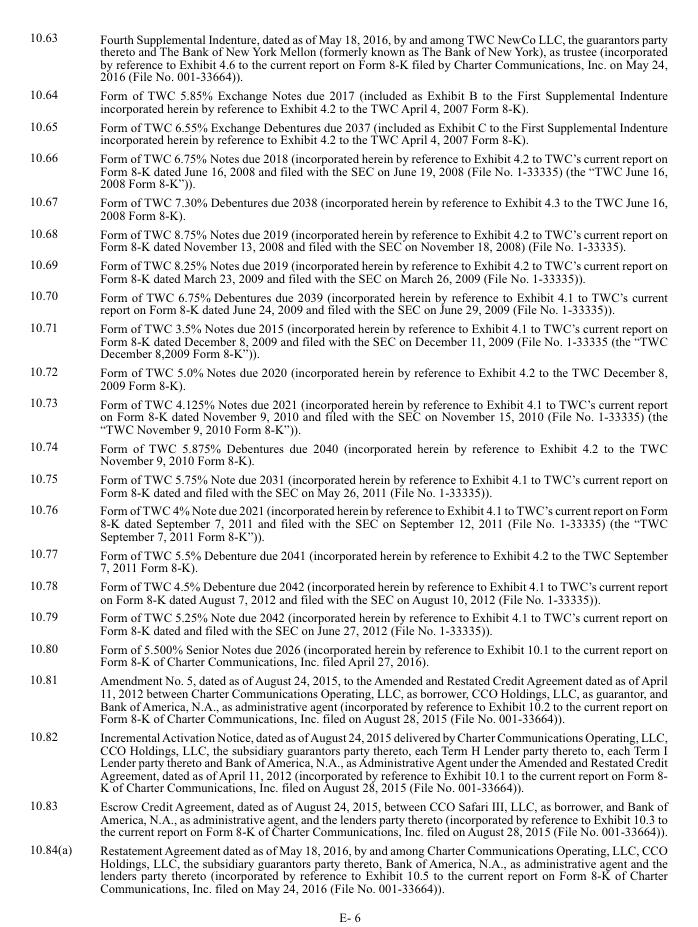 10.63 Fourth Supplemental Indenture, dated as of May 18, 2016, by and among TWC NewCo LLC, the guarantors party
thereto and The Bank of New York Mellon (formerly known as The Bank of New York), as trustee (incorporated
by reference to Exhibit 4.6 to the current report on Form 8-K filed by Charter Communications, Inc. on May 24,
2016 (File No. 001-33664)).
10.64 Form of TWC 5.85% Exchange Notes due 2017 (included as Exhibit B to the First Supplemental Indenture
incorporated herein by reference to Exhibit 4.2 to the TWC April 4, 2007 Form 8-K).
10.65 Form of TWC 6.55% Exchange Debentures due 2037 (included as Exhibit C to the First Supplemental Indenture
incorporated herein by reference to Exhibit 4.2 to the TWC April 4, 2007 Form 8-K).
10.66 Form of TWC 6.75% Notes due 2018 (incorporated herein by reference to Exhibit 4.2 to TWC's current report on
Form 8-K dated June 16, 2008 and filed with the SEC on June 19, 2008 (File No. 1-33335) (the “TWC June 16,
2008 Form 8-K”)).
10.67 Form of TWC 7.30% Debentures due 2038 (incorporated herein by reference to Exhibit 4.3 to the TWC June 16,
2008 Form 8-K).
10.68 Form of TWC 8.75% Notes due 2019 (incorporated herein by reference to Exhibit 4.2 to TWC's current report on
Form 8-K dated November 13, 2008 and filed with the SEC on November 18, 2008) (File No. 1-33335).
10.69 Form of TWC 8.25% Notes due 2019 (incorporated herein by reference to Exhibit 4.2 to TWC's current report on
Form 8-K dated March 23, 2009 and filed with the SEC on March 26, 2009 (File No. 1-33335)).
10.70 Form of TWC 6.75% Debentures due 2039 (incorporated herein by reference to Exhibit 4.1 to TWC's current
report on Form 8-K dated June 24, 2009 and filed with the SEC on June 29, 2009 (File No. 1-33335)).
10.71 Form of TWC 3.5% Notes due 2015 (incorporated herein by reference to Exhibit 4.1 to TWC's current report on
Form 8-K dated December 8, 2009 and filed with the SEC on December 11, 2009 (File No. 1-33335 (the “TWC
December 8,2009 Form 8-K”)).
10.72 Form of TWC 5.0% Notes due 2020 (incorporated herein by reference to Exhibit 4.2 to the TWC December 8,
2009 Form 8-K).
10.73 Form of TWC 4.125% Notes due 2021 (incorporated herein by reference to Exhibit 4.1 to TWC's current report
on Form 8-K dated November 9, 2010 and filed with the SEC on November 15, 2010 (File No. 1-33335) (the
“TWC November 9, 2010 Form 8-K”)).
10.74 Form of TWC 5.875% Debentures due 2040 (incorporated herein by reference to Exhibit 4.2 to the TWC
November 9, 2010 Form 8-K).
10.75 Form of TWC 5.75% Note due 2031 (incorporated herein by reference to Exhibit 4.1 to TWC's current report on
Form 8-K dated and filed with the SEC on May 26, 2011 (File No. 1-33335)).
10.76 Form of TWC 4% Note due 2021 (incorporated herein by reference to Exhibit 4.1 to TWC's current report on Form
8-K dated September 7, 2011 and filed with the SEC on September 12, 2011 (File No. 1-33335) (the “TWC
September 7, 2011 Form 8-K”)).
10.77 Form of TWC 5.5% Debenture due 2041 (incorporated herein by reference to Exhibit 4.2 to the TWC September
7, 2011 Form 8-K).
10.78 Form of TWC 4.5% Debenture due 2042 (incorporated herein by reference to Exhibit 4.1 to TWC's current report
on Form 8-K dated August 7, 2012 and filed with the SEC on August 10, 2012 (File No. 1-33335)).
10.79 Form of TWC 5.25% Note due 2042 (incorporated herein by reference to Exhibit 4.1 to TWC's current report on
Form 8-K dated and filed with the SEC on June 27, 2012 (File No. 1-33335)).
10.80 Form of 5.500% Senior Notes due 2026 (incorporated herein by reference to Exhibit 10.1 to the current report on
Form 8-K of Charter Communications, Inc. filed April 27, 2016).
10.81 Amendment No. 5, dated as of August 24, 2015, to the Amended and Restated Credit Agreement dated as of April
11, 2012 between Charter Communications Operating, LLC, as borrower, CCO Holdings, LLC, as guarantor, and
Bank of America, N.A., as administrative agent (incorporated by reference to Exhibit 10.2 to the current report on
Form 8-K of Charter Communications, Inc. filed on August 28, 2015 (File No. 001-33664)).
10.82 Incremental Activation Notice, dated as of August 24, 2015 delivered by Charter Communications Operating, LLC,
CCO Holdings, LLC, the subsidiary guarantors party thereto, each Term H Lender party thereto to, each Term I
Lender party thereto and Bank of America, N.A., as Administrative Agent under the Amended and Restated Credit
Agreement, dated as of April 11, 2012 (incorporated by reference to Exhibit 10.1 to the current report on Form 8-
K of Charter Communications, Inc. filed on August 28, 2015 (File No. 001-33664)).
10.83 Escrow Credit Agreement, dated as of August 24, 2015, between CCO Safari III, LLC, as borrower, and Bank of
America, N.A., as administrative agent, and the lenders party thereto (incorporated by reference to Exhibit 10.3 to
the current report on Form 8-K of Charter Communications, Inc. filed on August 28, 2015 (File No. 001-33664)).
10.84(a) Restatement Agreement dated as of May 18, 2016, by and among Charter Communications Operating, LLC, CCO
Holdings, LLC, the subsidiary guarantors party thereto, Bank of America, N.A., as administrative agent and the
lenders party thereto (incorporated by reference to Exhibit 10.5 to the current report on Form 8-K of Charter
Communications, Inc. filed on May 24, 2016 (File No. 001-33664)).
E- 6